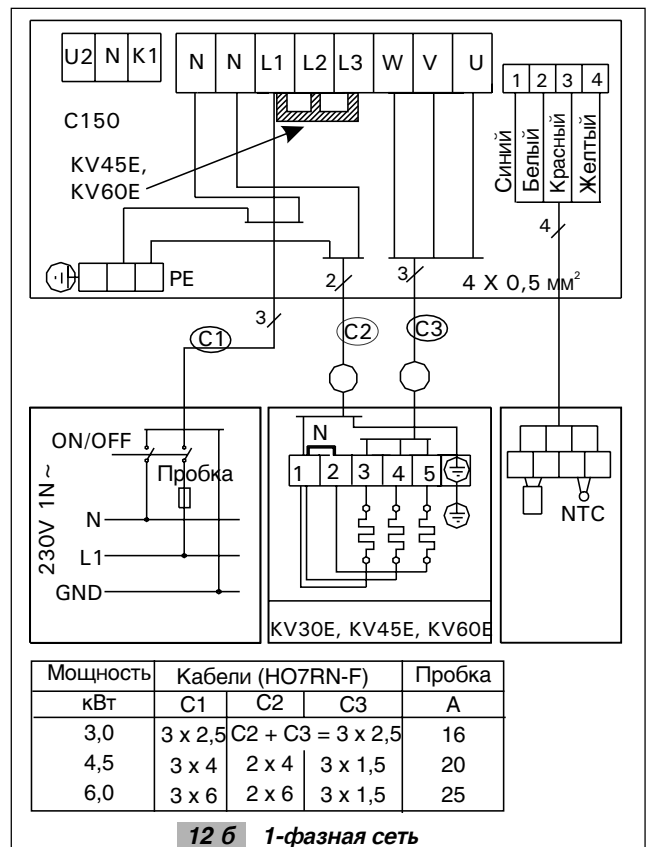 U2 N K1
N N L1 L2 L3 W V U
1 2 3 4
C150
Синий
Белый
Красный
Желтый
KV45E,
KV60E
4
PE
2
3
4 X 0,5 мм²
3
C1
C2
C3
ON/OFF
Пробка
230V 1N ~
N
L1
GND
N
1 2 3 4 5
NTC
KV30E, KV45E, KV60E
Мощность Кабели (HO7RN-F) Пробка
кВт C1 C2 C3 A
3,0 3 x 2,5 C2 + C3 = 3 x 2,5 16
4,5 3 x 4 2 x 4 3 x 1,5 20
6,0 3 x 6 2 x 6 3 x 1,5 25
12 б 1-фазная сеть